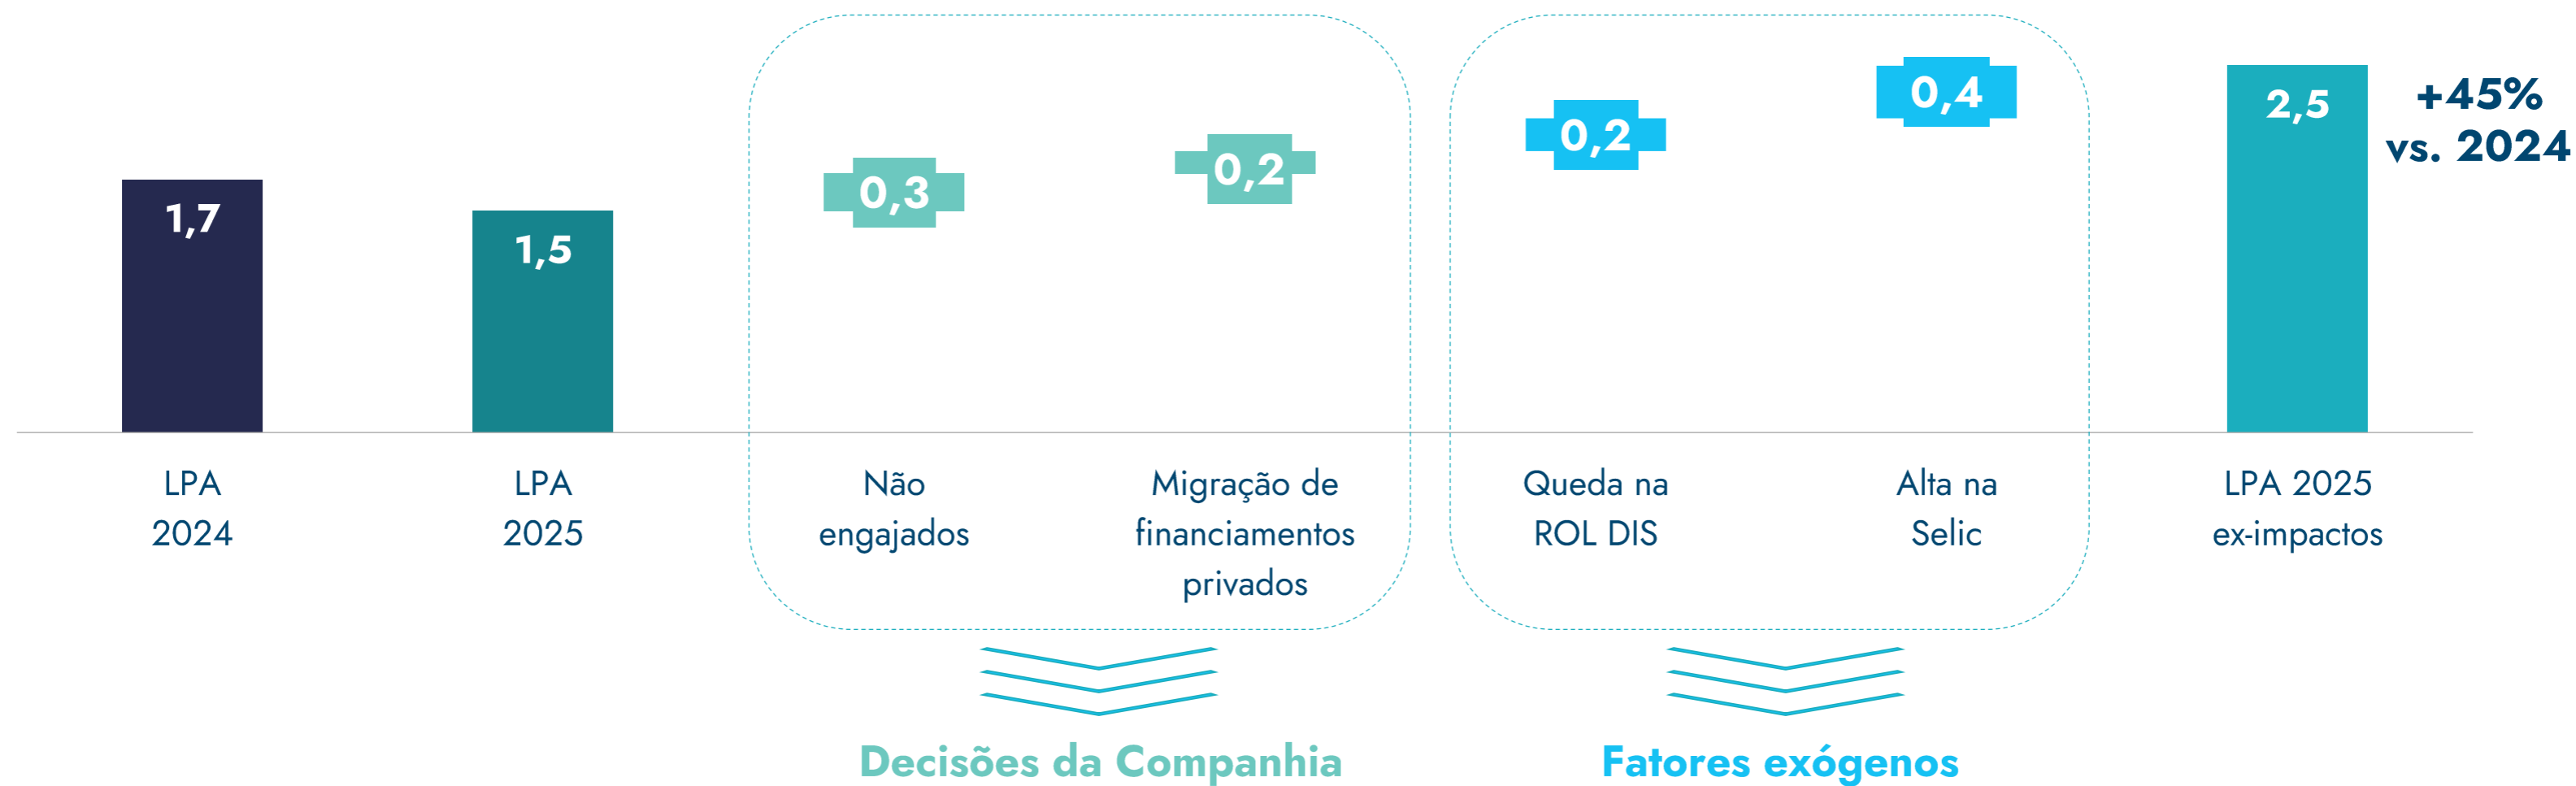 1,7
1,5
0,3
0,2
0,2
0,4
2,5
+45%
vs. 2024
LPA
2024
LPA
2025
Não
engajados
Migração de
financiamentos
privados
Queda na
ROL DIS
Alta na
Selic
LPA 2025
ex-impactos
Decisões da Companhia
Fatores exógenos